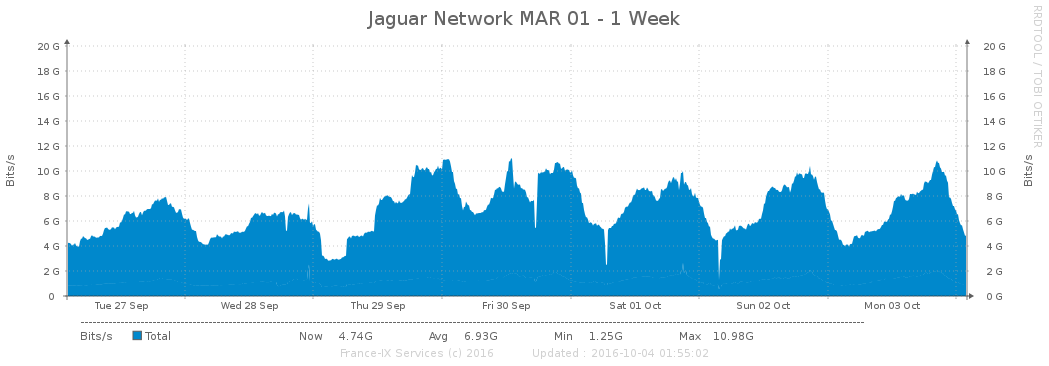 Jaguar Network MAR 01 - 1 Week
RRDTOOL / TOBI OETIKER
Bits/s
20 G 20 G
18 G 18 G
16 G 16 G
14 G 14 G
12 G 12 G
10 G 10 G
8 G 8 G
6 G 6 G
4 G 4 G
2 G 2 G
0 0 G
Bits/s
Tue 27 Sep Wed 28 Sep Thu 29 Sep Fri 30 Sep Sat 01 Oct Sun 02 Oct Mon 03 Oct
Bits/s Total Now 4.74G Avg 6.93G Min 1.25G Max 10.98G
France-IX Services (c) 2016 Updated : 2016-10-04 01:55:02